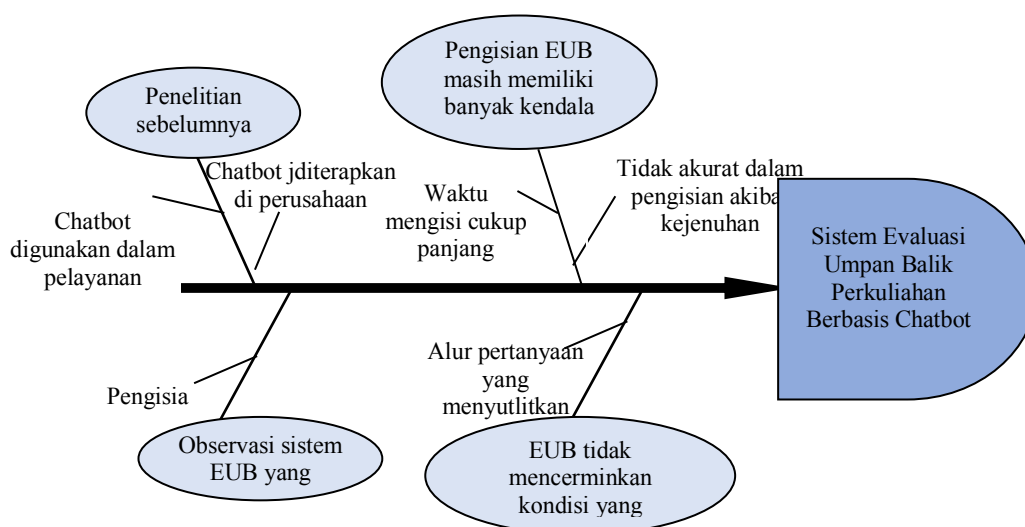 Pengisian EUB
masih memiliki
banyak kendala
Penelitian
sebelumnya
Chatbot jditerapkan
di perusahaan
Tidak akurat dalam
pengisian akiba
kejenuhan
Waktu
mengisi cukup
panjang
Chatbot
digunakan dalam
pelayanan
Sistem Evaluasi
Umpan Balik
Perkuliahan
Berbasis Chatbot
Alur pertanyaan
yang
menyutlitkan
Pengisia
Observasi sistem
EUB yang
EUB tidak
mencerminkan
kondisi yang